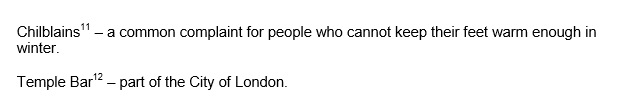 Chilblains¹¹ – a common complaint for people who cannot keep their feet warm enough in
winter.
Temple Bar¹² – part of the City of London.